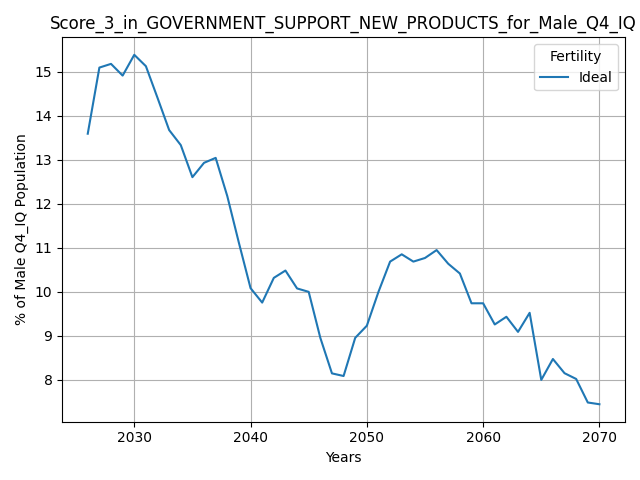 Score_3_in_GOVERNMENT_SUPPORT_NEW_PRODUCTS_for_Male_Q4_IQ
Fertility
Ideal
% of Male Q4_IQ Population
15
14
13
12
11
10
9
8
2030 2040 2050 2060 2070
Years